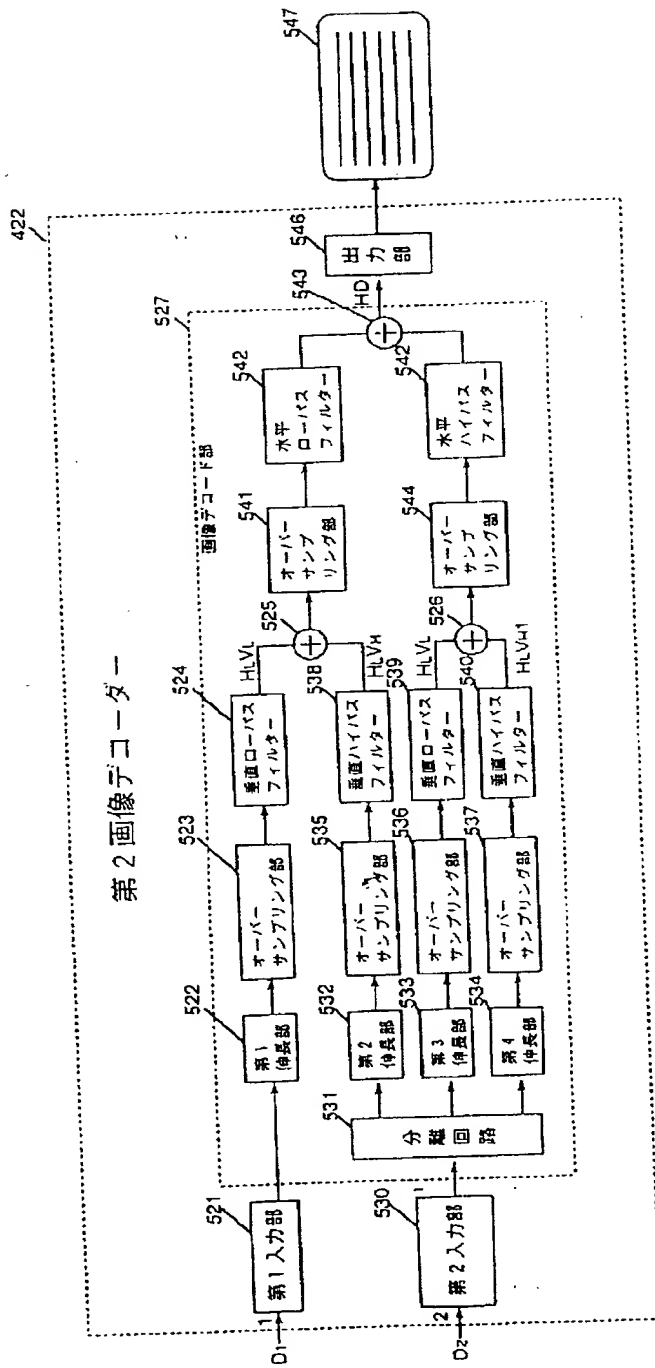 第2画像デコーダー
422
D1
1
521
第1入力部
522
第1
伸長部
523
オーバー
サンプリング部
524
垂直ローパス
フィルター
HLVL
525
+
541
オーバー
サンプ
リング部
542
水平
ローパス
フィルター
画像デコード部
527
543
+
HD
546
出力部
547
D2
2
530
第2入力部
1
531
分離回路
532
第2
伸長部
535
オーバー
サンプリング部
538
垂直ハイパス
フィルター
HLVH
533
第3
伸長部
536
オーバー
サンプリング部
539
垂直ローパス
フィルター
HLVL
526
+
544
オーバー
サンプ
リング部
542
水平
ハイパス
フィルター
534
第4
伸長部
537
オーバー
サンプリング部
540
垂直ハイパス
フィルター
HLVH1